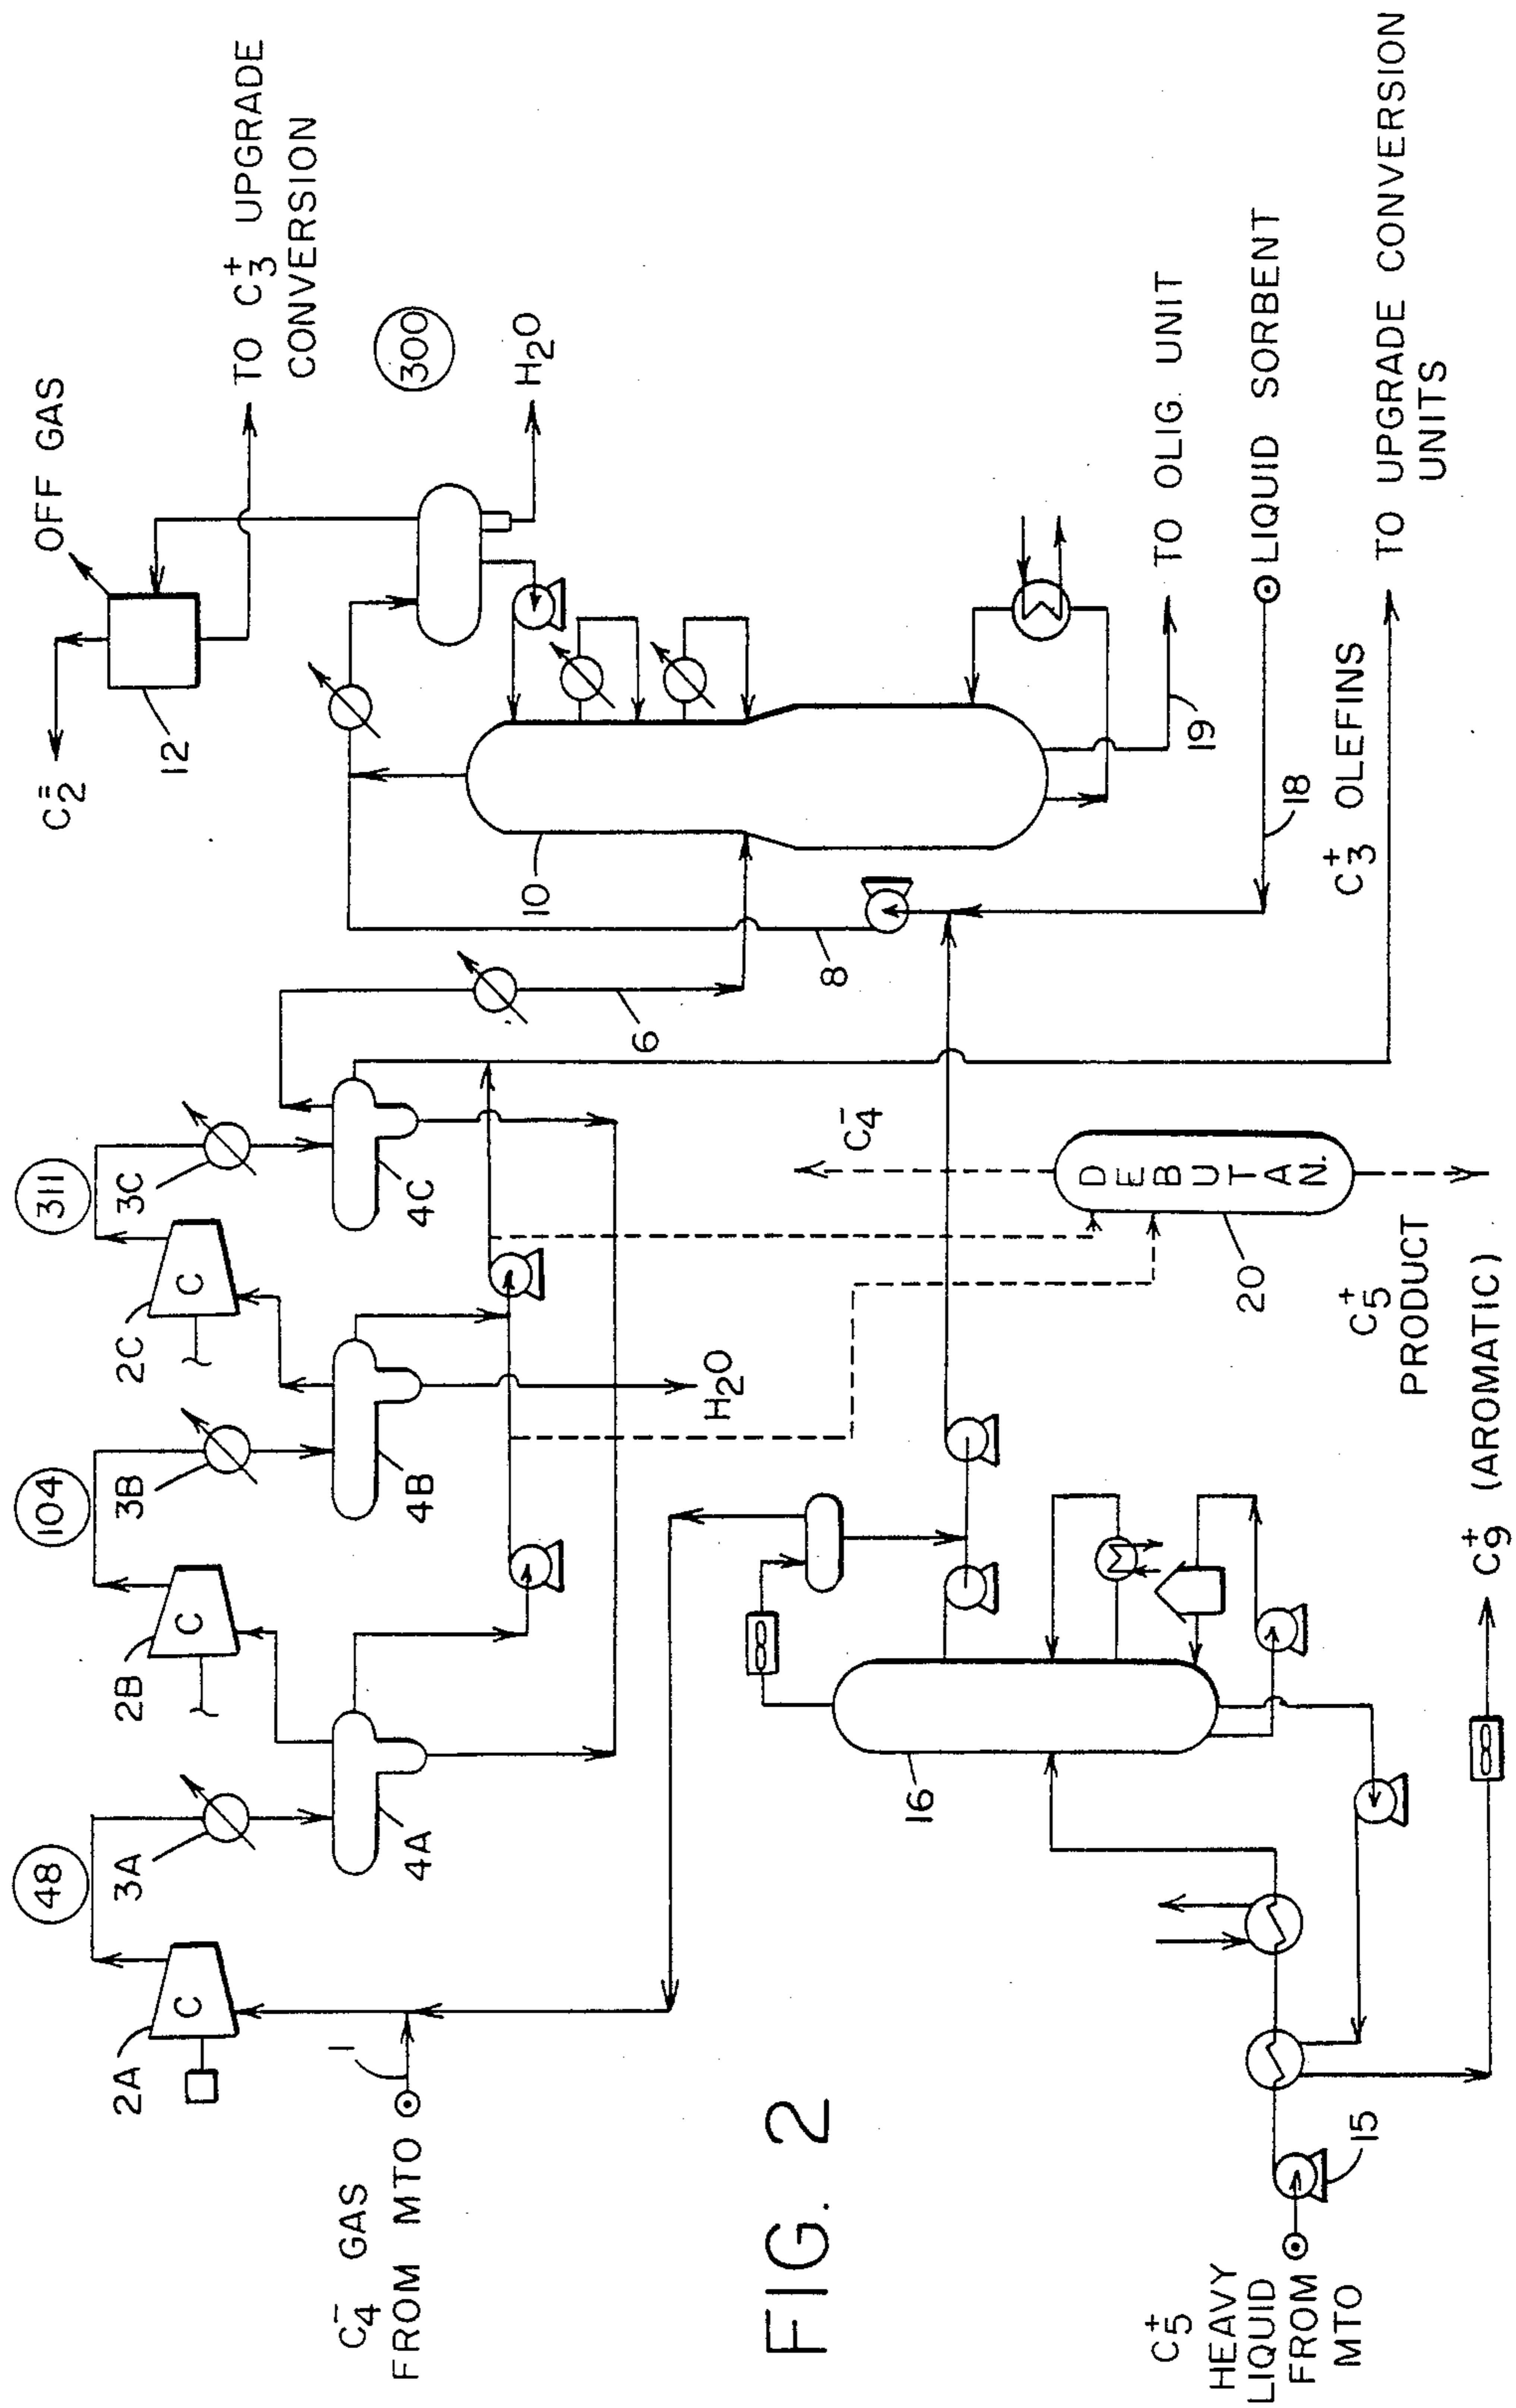 FIG. 2
C4- GAS
FROM MTO
1
2A
C
48
3A
4A
2B
C
104
3B
4B
H2O
2C
C
311
3C
4C
6
8
10
12
C2=
OFF GAS
TO C3+ UPGRADE
CONVERSION
300
H2O
19
TO OLIG. UNIT
18
LIQUID SORBENT
C3+ OLEFINS
TO UPGRADE CONVERSION
UNITS
C4-
DEBUTAN.
20
C5+
PRODUCT
16
C9+ (AROMATIC)
15
C5+
HEAVY
LIQUID
FROM
MTO